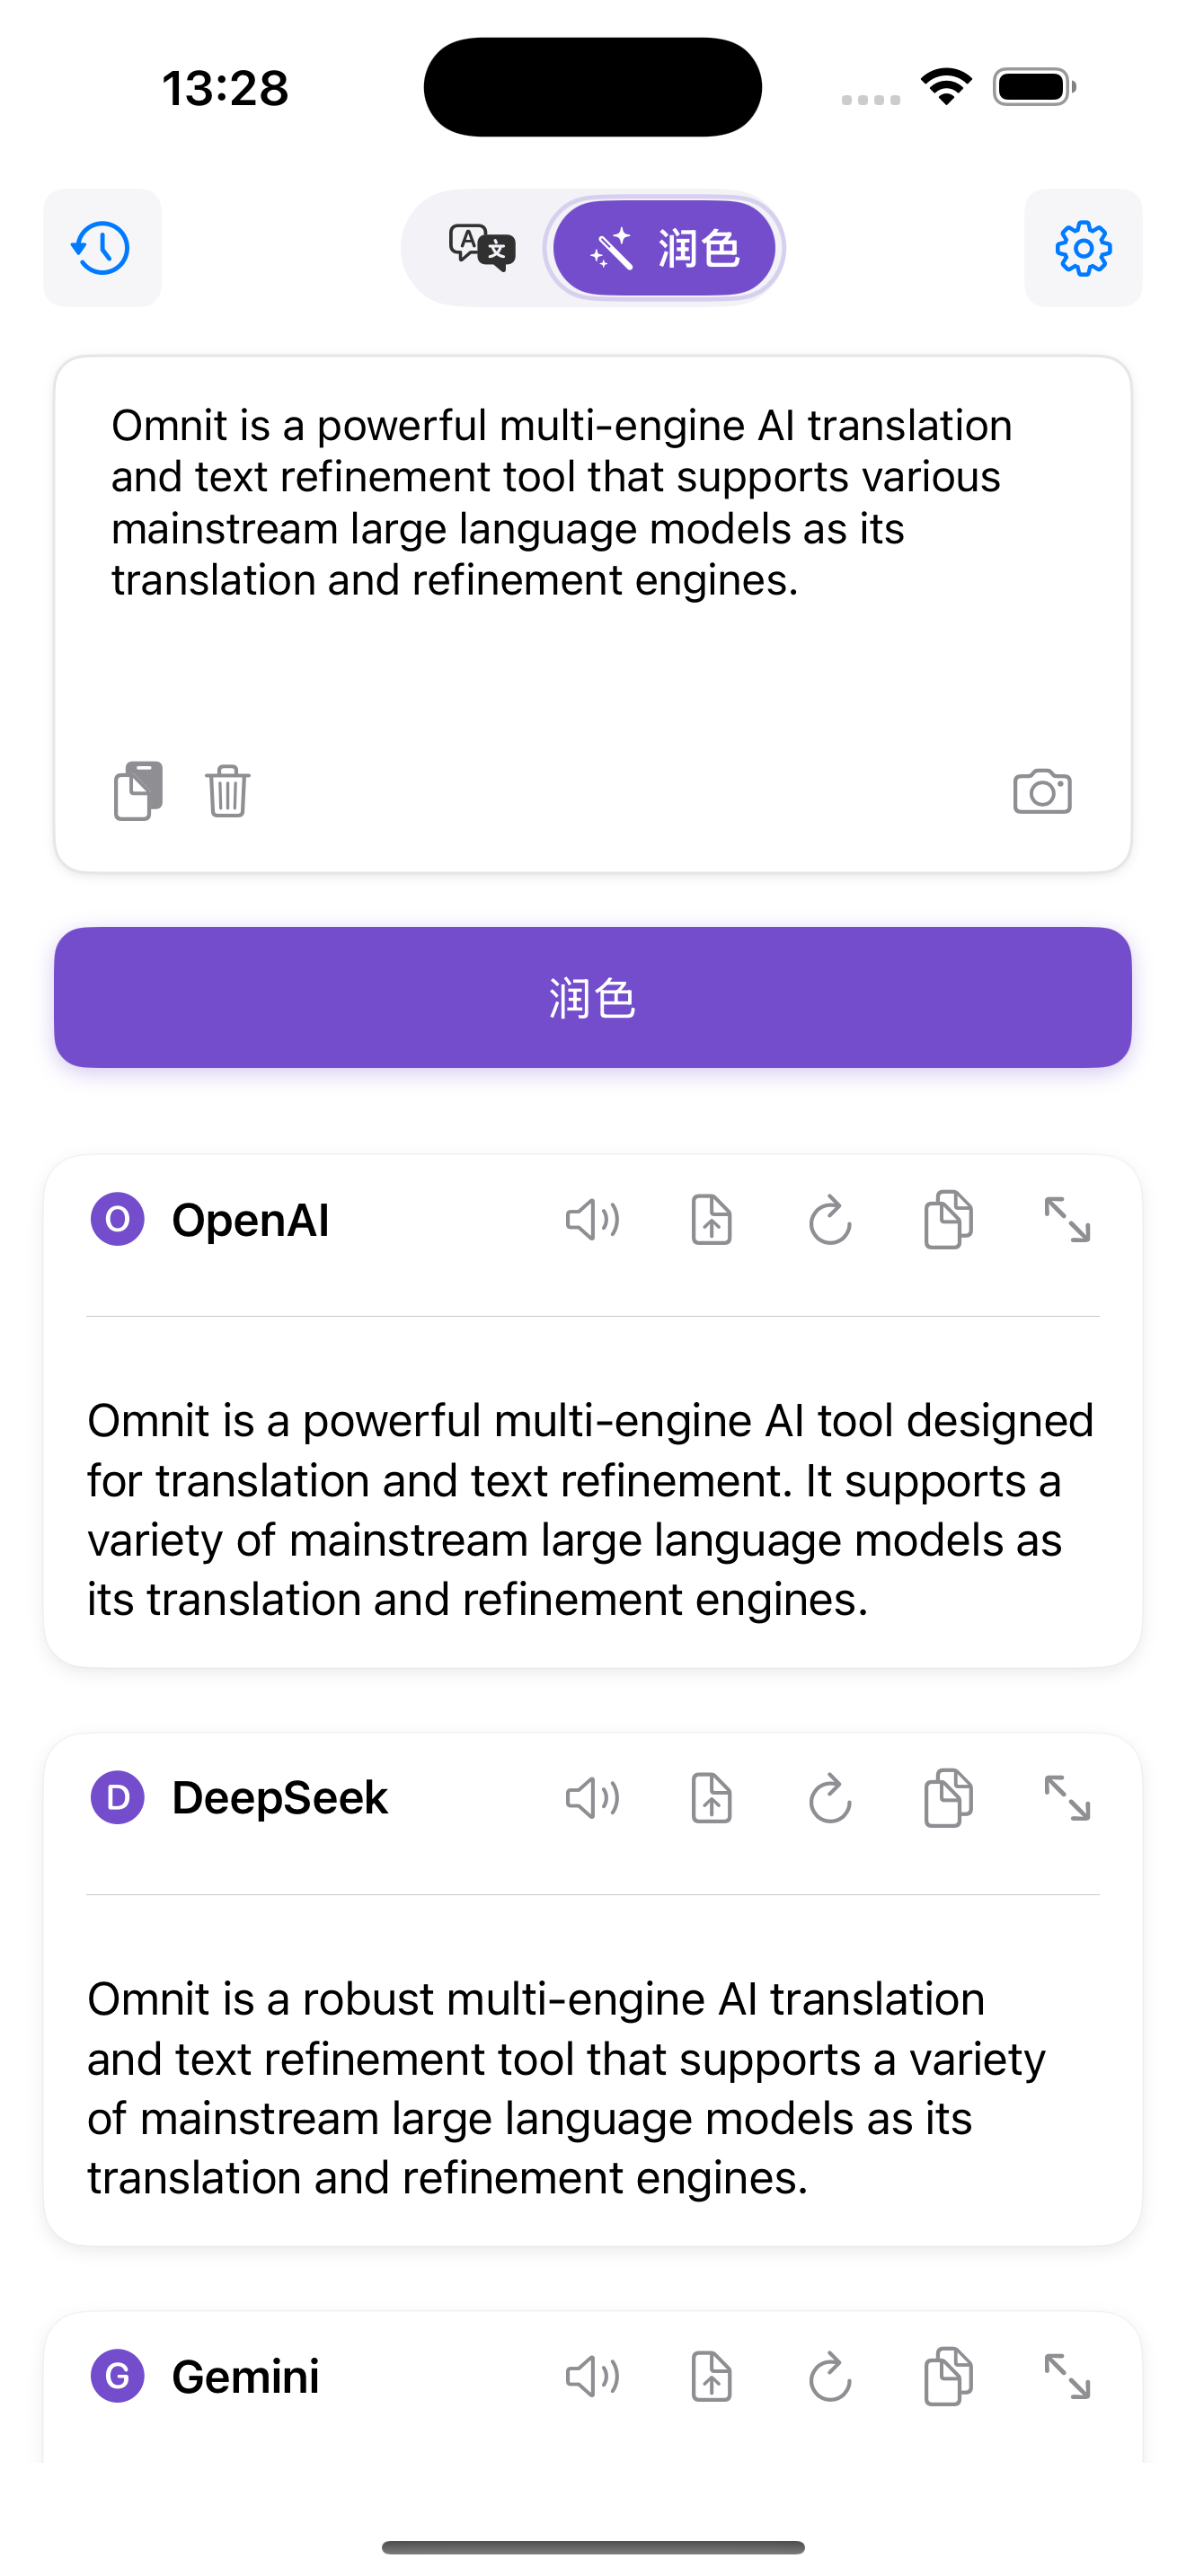 13:28
A 文 润色
Omnit is a powerful multi-engine AI translation
and text refinement tool that supports various
mainstream large language models as its
translation and refinement engines.
润色
O OpenAI
Omnit is a powerful multi-engine AI tool designed
for translation and text refinement. It supports a
variety of mainstream large language models as
its translation and refinement engines.
D DeepSeek
Omnit is a robust multi-engine AI translation
and text refinement tool that supports a variety
of mainstream large language models as its
translation and refinement engines.
G Gemini